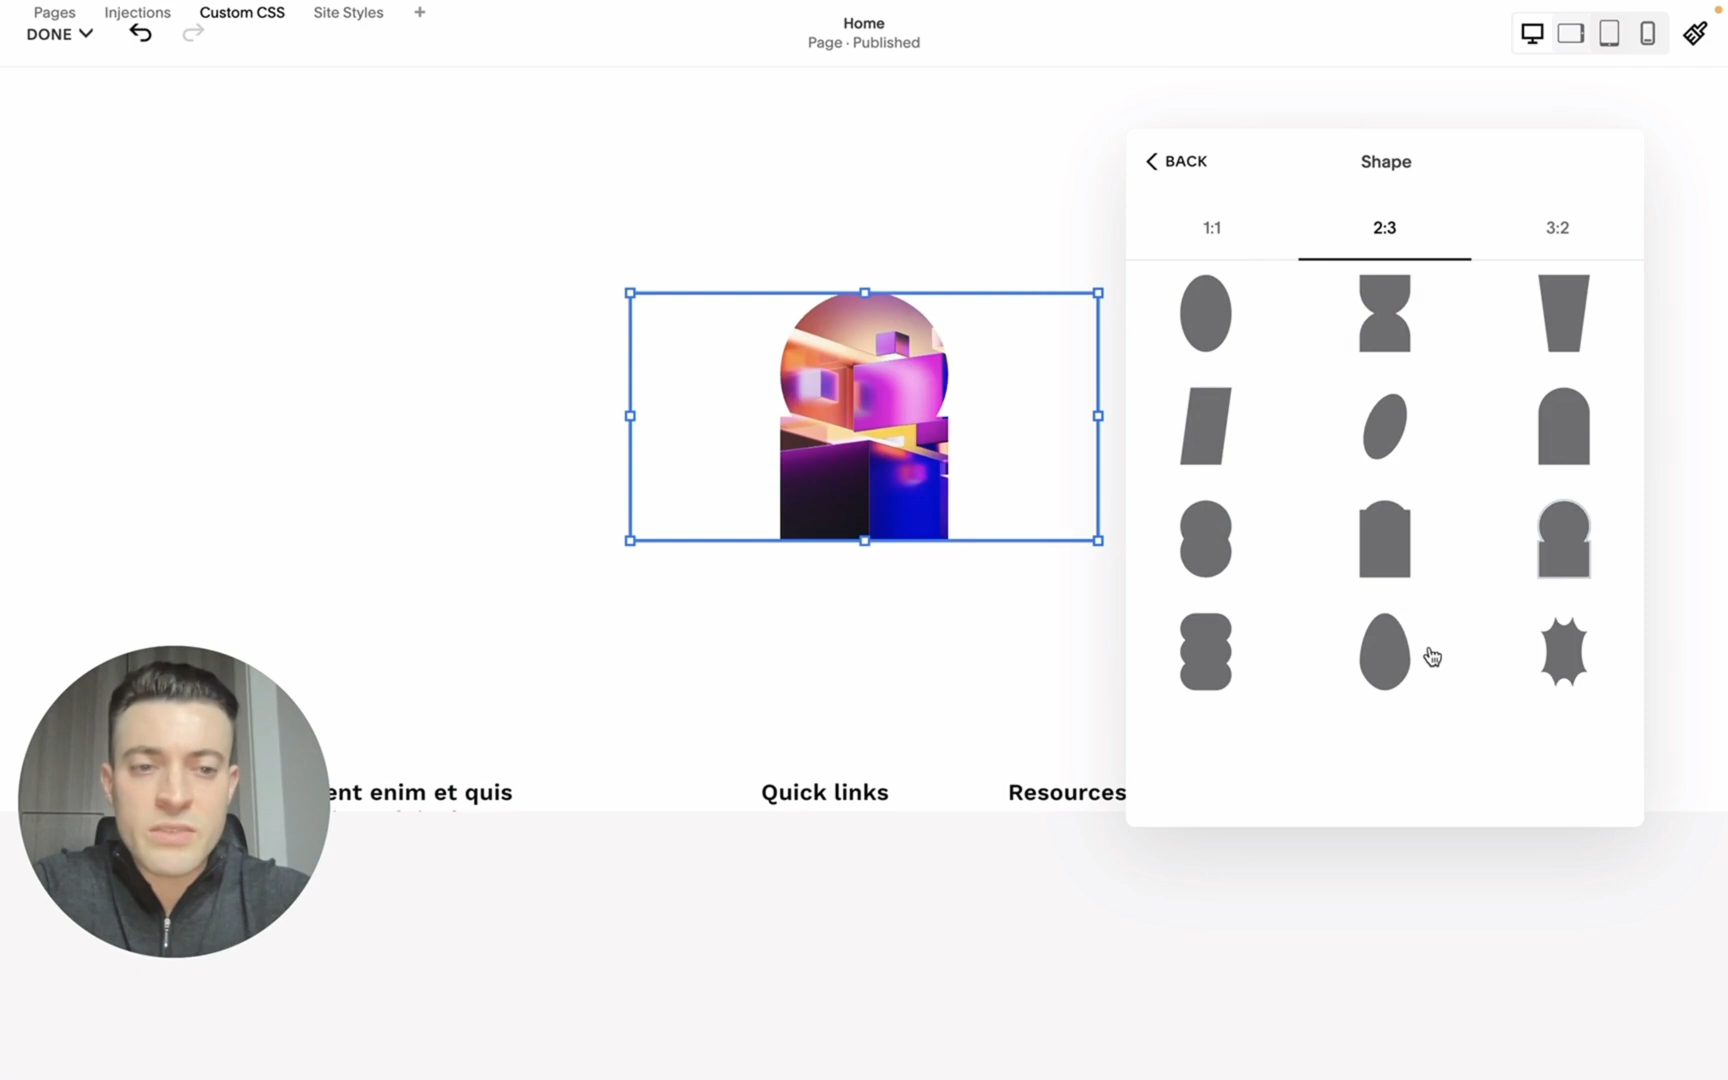 Pages Injections Custom CSS Site Styles +
DONE
Home
Page · Published
BACK
Shape
1:1 2:3 3:2
ent enim et quis
Quick links
Resources